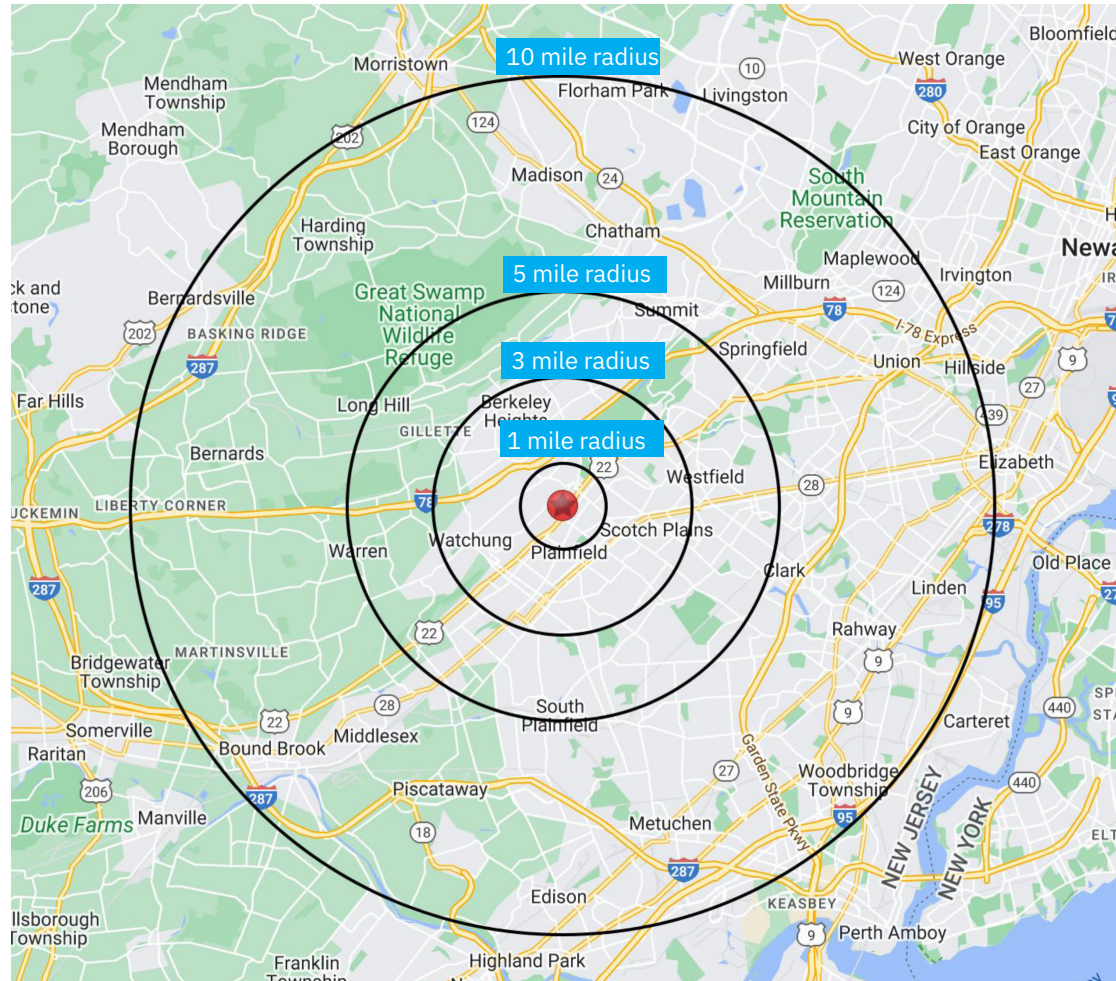 Bloomfield
10 mile radius
West Orange
Morristown
10
280
Mendham
Township
Florham Park
Livingston
Mendham
Borough
202
124
City of Orange
East Orange
Madison
24
South
Mountain
Reservation
Harding
Township
Chatham
Newa
Maplewood
5 mile radius
Millburn
Irvington
ck and
stone
Bernardsville
Great Swamp
National
Wildlife
Refuge
124
Summit
78
202
BASKING RIDGE
I-78 Express
Springfield
287
3 mile radius
Union
Hillside
9
27
Far Hills
Long Hill
Berkeley
Heights
439
GILLETTE
1 mile radius
Bernards
22
Westfield
28
Elizabeth
LIBERTY CORNER
78
UCKEMIN
278
Scotch Plains
Watchung
Plainfield
Warren
Clark
Old Place
287
Linden
95
27
22
Rahway
9
MARTINSVILLE
Bridgewater
Township
28
South
Plainfield
9
440
22
Somerville
Middlesex
Carteret
Bound Brook
Raritan
Garden State Pkwy
27
Woodbridge
Township
440
206
287
Piscataway
NEW JERSEY
NEW YORK
Manville
Duke Farms
18
Metuchen
95
287
Edison
KEASBEY
llsborough
Township
9
Perth Amboy
Franklin
Township
Highland Park